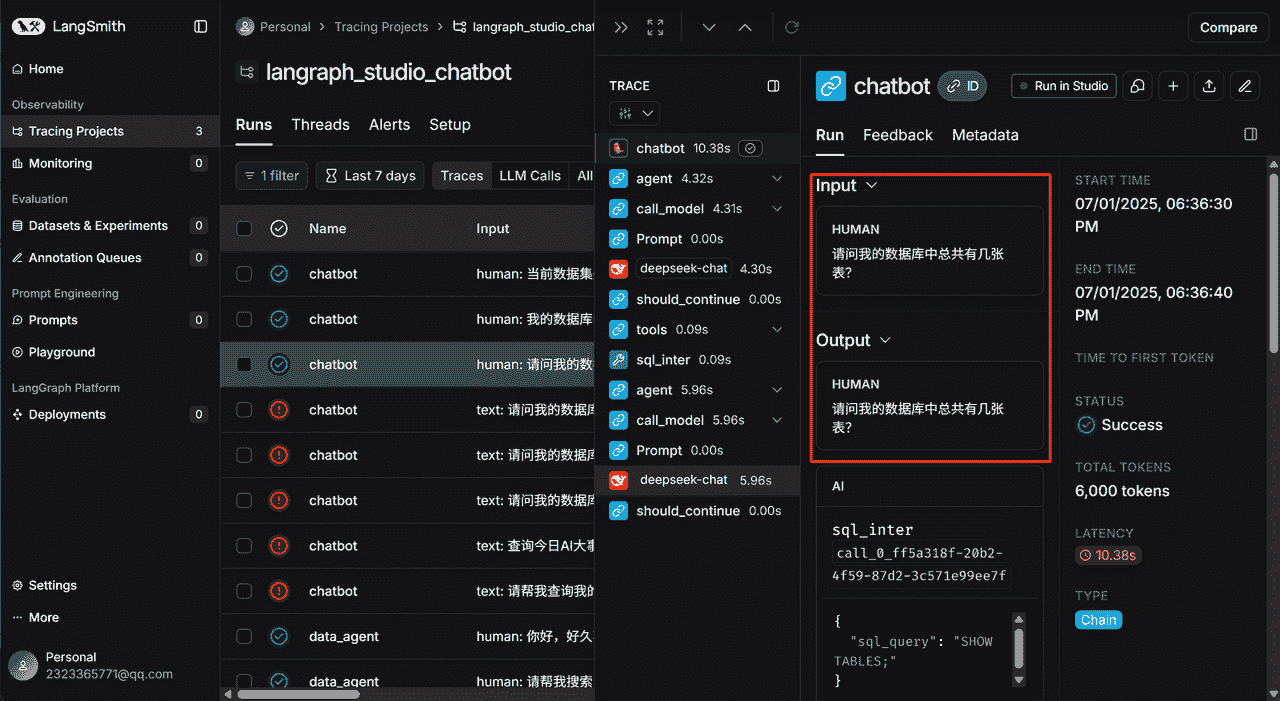 LangSmith
Home
Observability
Tracing Projects 3
Monitoring 0
Evaluation
Datasets & Experiments 0
Annotation Queues 0
Prompt Engineering
Prompts 0
Playground
LangGraph Platform
Deployments 0
Settings
More
Personal
2323365771@qq.com
Personal > Tracing Projects > langraph_studio_chat
langraph_studio_chatbot
Runs Threads Alerts Setup
1 filter Last 7 days Traces LLM Calls All
Name Input
chatbot human: 当前数据集
chatbot human: 我的数据库
chatbot human: 请问我的数
chatbot text: 请问我的数据库
chatbot text: 请问我的数据库
chatbot text: 请问我的数据库
chatbot text: 查询今日AI大事
chatbot text: 请帮我查询我的
data_agent human: 你好，好久
data_agent human: 请帮我搜索
Compare
TRACE
chatbot 10.38s
agent 4.32s
call_model 4.31s
Prompt 0.00s
deepseek-chat 4.30s
should_continue 0.00s
tools 0.09s
sql_inter 0.09s
agent 5.96s
call_model 5.96s
Prompt 0.00s
deepseek-chat 5.96s
should_continue 0.00s
chatbot ID Run in Studio
Run Feedback Metadata
Input
HUMAN
请问我的数据库中总共有几张
表?
Output
HUMAN
请问我的数据库中总共有几张
表?
AI
sql_inter
call_0_ff5a318f-20b2-
4f59-87d2-3c571e99ee7f
{
"sql_query": "SHOW
TABLES;"
}
START TIME
07/01/2025, 06:36:30
PM
END TIME
07/01/2025, 06:36:40
PM
TIME TO FIRST TOKEN
STATUS
Success
TOTAL TOKENS
6,000 tokens
LATENCY
10.38s
TYPE
Chain